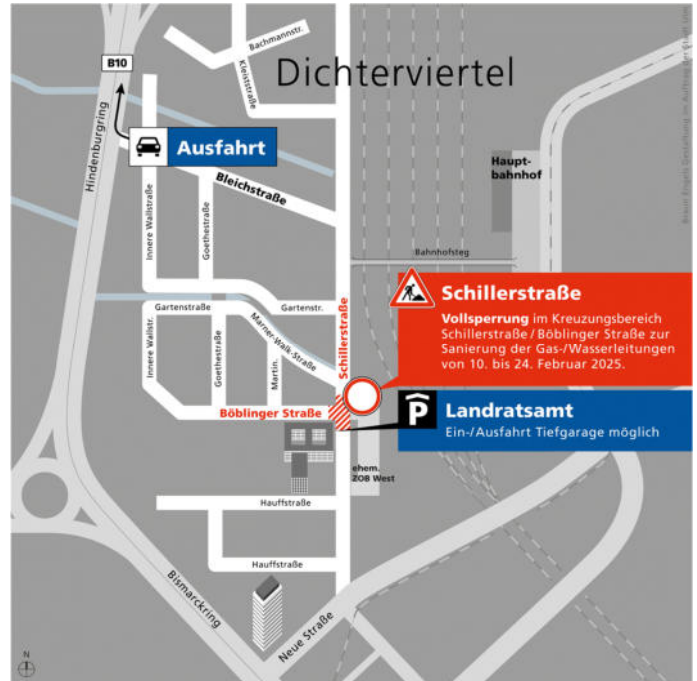 Bachmannstr.
Kleiststraße
Dichterviertel
B10
Hindenburgring
Ausfahrt
Bleichstraße
Haupt-
bahnhof
Innere Wallstraße
Goethestraße
Bahnhofsteg
Gartenstraße
Gartenstr.
Marner-Walk-Straße
Schillerstraße
Schillerstraße
Vollsperrung im Kreuzungsbereich
Schillerstraße/Böblinger Straße zur
Sanierung der Gas-/Wasserleitungen
von 10. bis 24. Februar 2025.
Innere Wallstr.
Goethestraße
Martin.
Böblinger Straße
P
Landratsamt
Ein-/Ausfahrt Tiefgarage möglich
ehem.
ZOB West
Hauffstraße
Hauffstraße
Bismarckring
Neue Straße
N